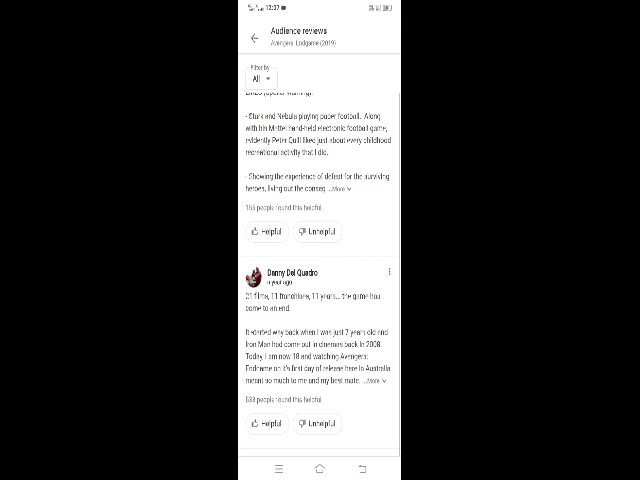 12:07
Audience reviews
Avengers: Endgame (2019)
Filter by
All
- Stark and Nebula playing paper football. Along
with his Mattel hand-held electronic football game,
evidently Peter Quill liked just about every childhood
recreational activity that I did.
- Showing the experience of defeat for the surviving
heroes, living out the conseq ...More
155 people found this helpful.
Helpful
Unhelpful
Danny Del Quadro
a year ago
21 films, 11 franchises, 11 years... the game has
come to an end.
It started way back when I was just 7 years old and
Iron Man had come out in cinemas back in 2008.
Today, I am now 18 and watching Avengers:
Endgame on it's first day of release here in Australia
meant so much to me and my best mate. ...More
633 people found this helpful.
Helpful
Unhelpful